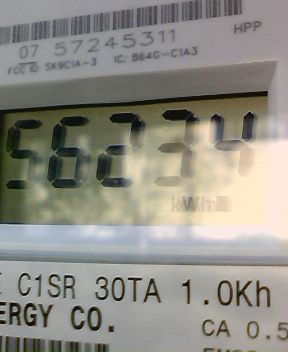 07 57245311
HPP
FCC ID: SK9C1A-3 IC: 864G-C1A3
56234
kWh
C1SR 30TA 1.0Kh
ERGY CO.
CA 0.5